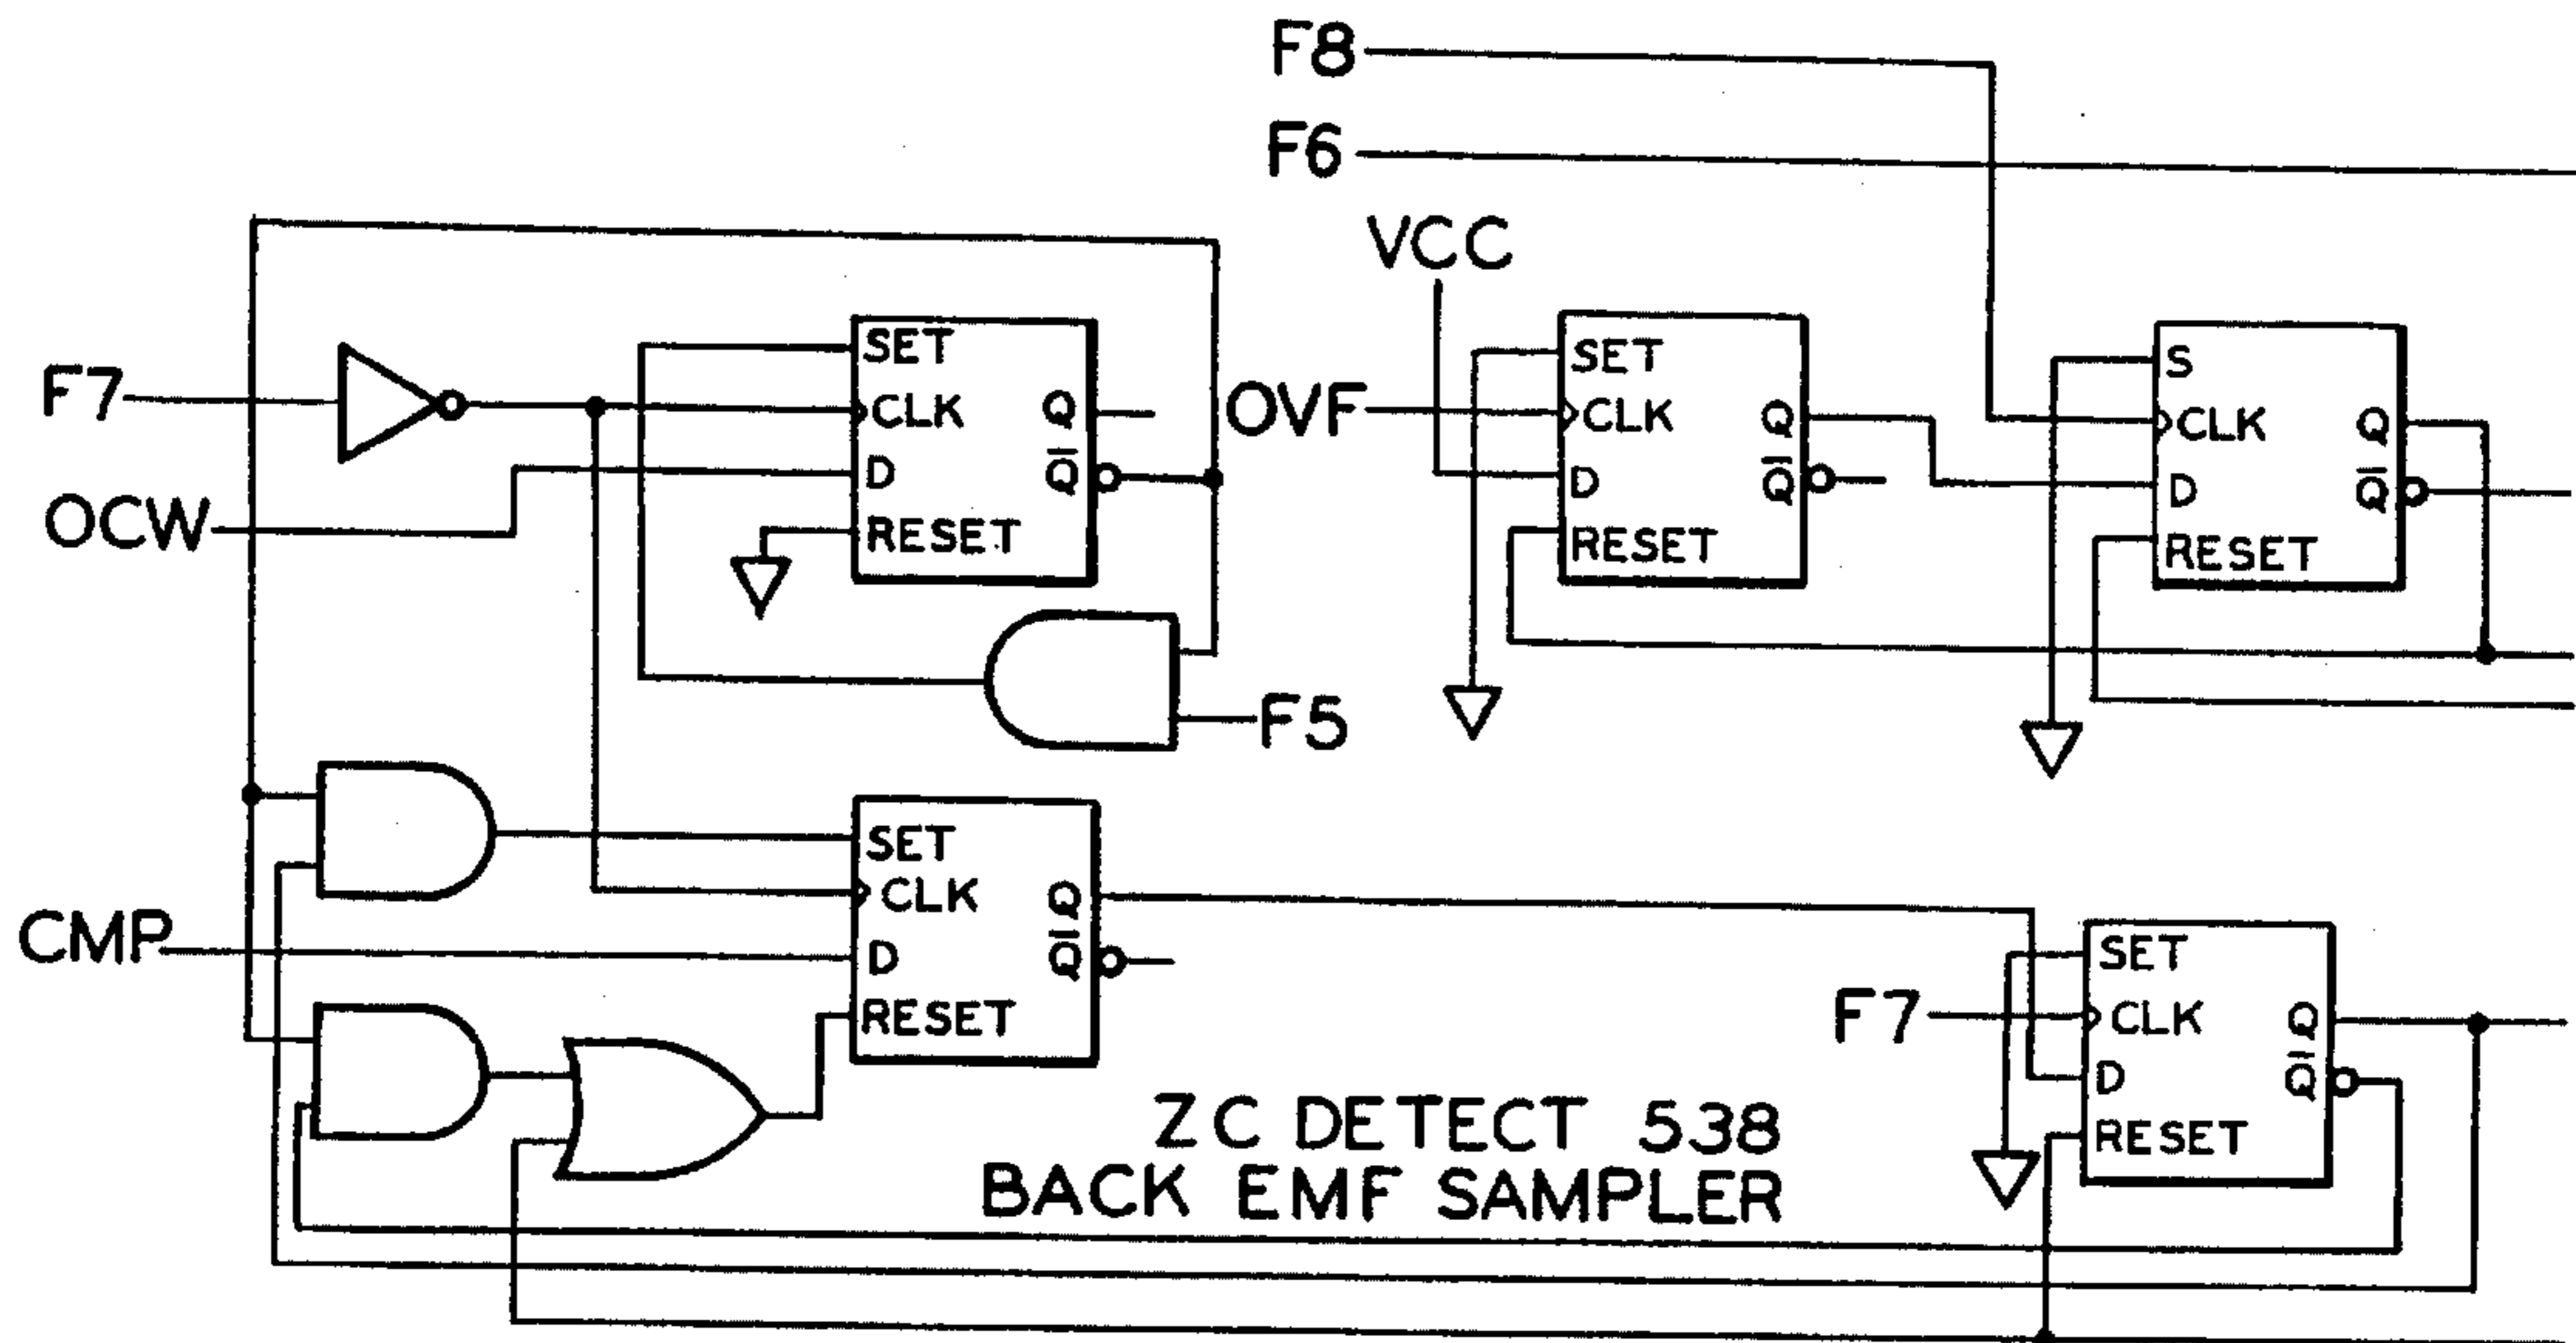 F8
F6
VCC
F7
OCW
SET
CLK
D
RESET
Q
Q̅
OVF
SET
CLK
D
RESET
Q
Q̅
S
CLK
D
RESET
Q
Q̅
F5
CMP
SET
CLK
D
RESET
Q
Q̅
F7
SET
CLK
D
RESET
Q
Q̅
ZC DETECT 538
BACK EMF SAMPLER